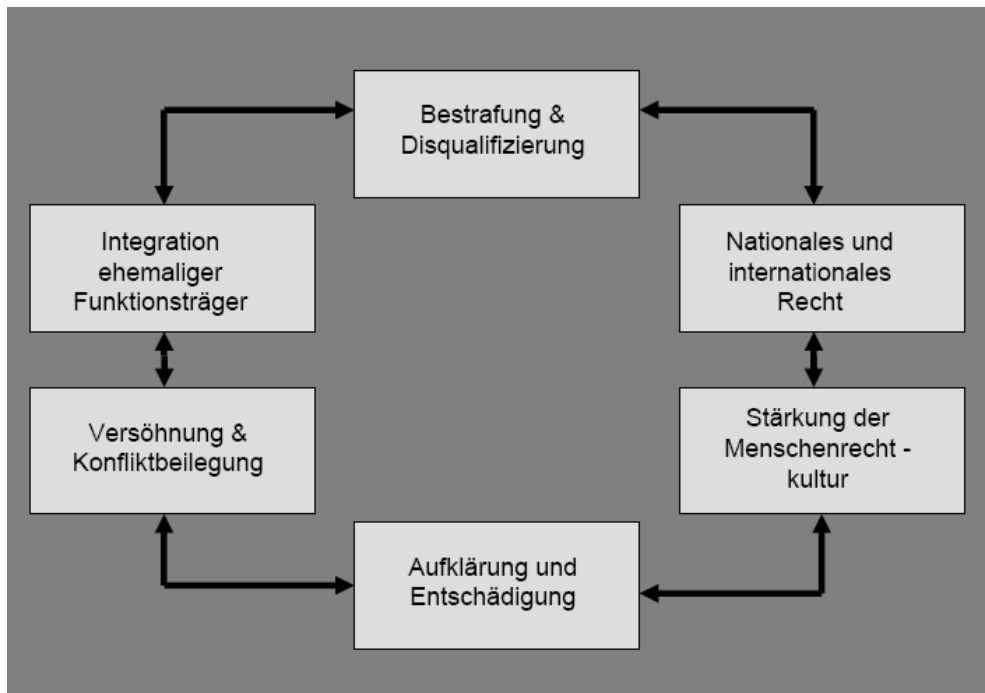 Bestrafung &
Disqualifizierung
Integration
ehemaliger
Funktionsträger
Nationales und
internationales
Recht
Versöhnung &
Konfliktbeilegung
Stärkung der
Menschenrecht -
kultur
Aufklärung und
Entschädigung